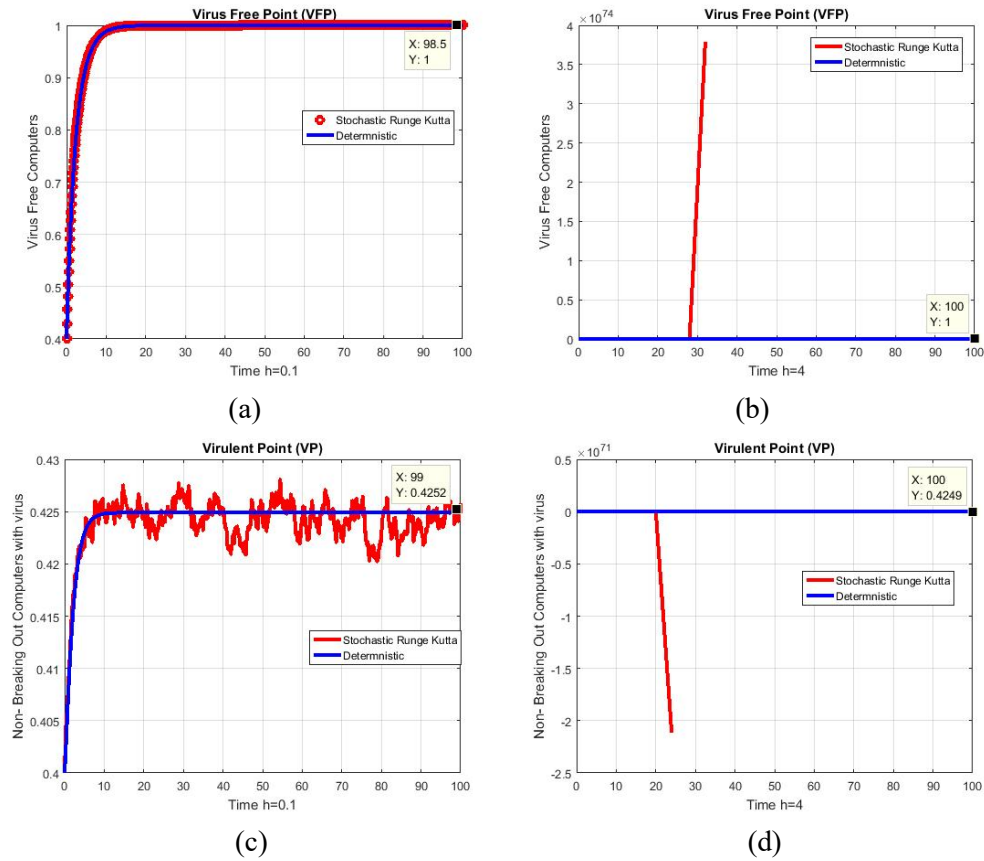 Virus Free Point (VFP)
1
0.9
0.8
0.7
0.6
0.5
0.4
Virus Free Computers
X: 98.5
Y: 1
Stochastic Runge Kutta
Determnistic
0 10 20 30 40 50 60 70 80 90 100
Time h=0.1
(a)
Virus Free Point (VFP)
×10^74
4
3.5
3
2.5
2
1.5
1
0.5
0
Virus Free Computers
Stochastic Runge Kutta
Determnistic
X: 100
Y: 1
0 10 20 30 40 50 60 70 80 90 100
Time h=4
(b)
Virulent Point (VP)
0.43
0.425
0.42
0.415
0.41
0.405
0.4
Non- Breaking Out Computers with virus
X: 99
Y: 0.4252
Stochastic Runge Kutta
Determnistic
0 10 20 30 40 50 60 70 80 90 100
Time h=0.1
(c)
Virulent Point (VP)
×10^71
0.5
0
-0.5
-1
-1.5
-2
-2.5
Non- Breaking Out Computers with virus
X: 100
Y: 0.4249
Stochastic Runge Kutta
Determnistic
0 10 20 30 40 50 60 70 80 90 100
Time h=4
(d)